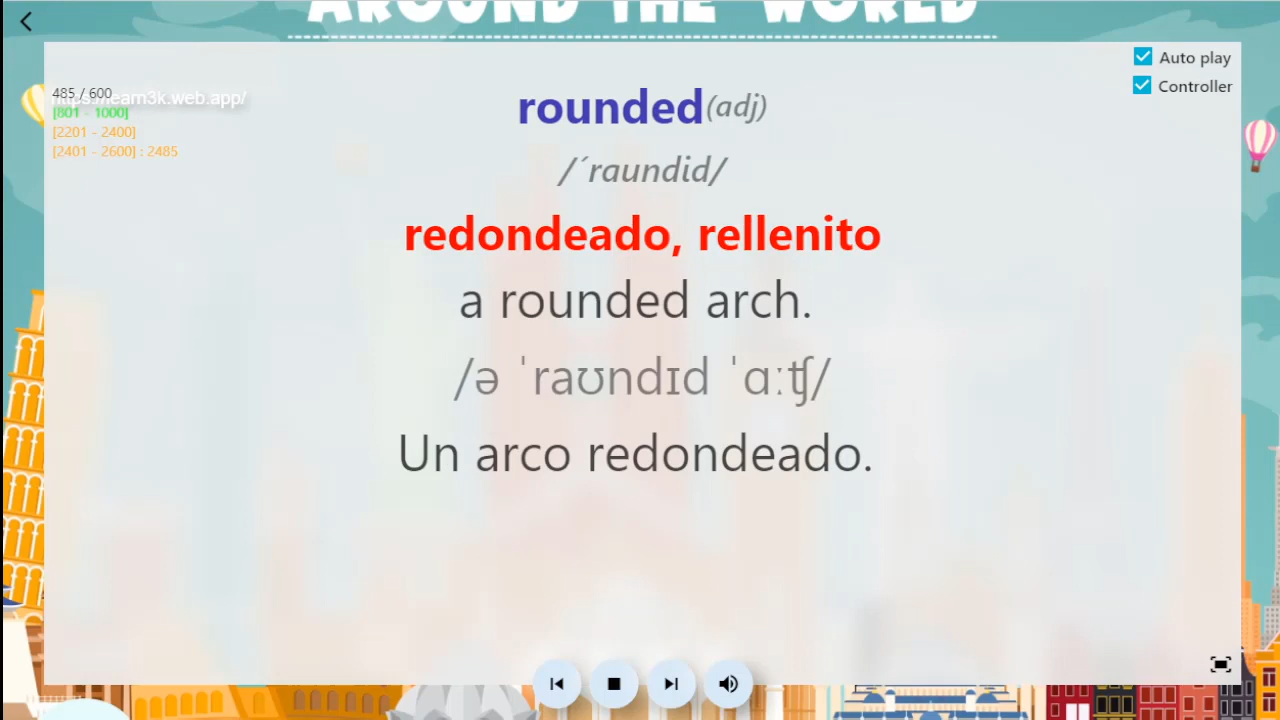 AROUND THE WORLD
Auto play
Controller
485 / 600
https://learn3k.web.app/
[801 - 1000]
[2201 - 2400]
[2401 - 2600] : 2485
rounded(adj)
/´raundid/
redondeado, rellenito
a rounded arch.
/ə ˈraʊndɪd ˈɑːʧ/
Un arco redondeado.